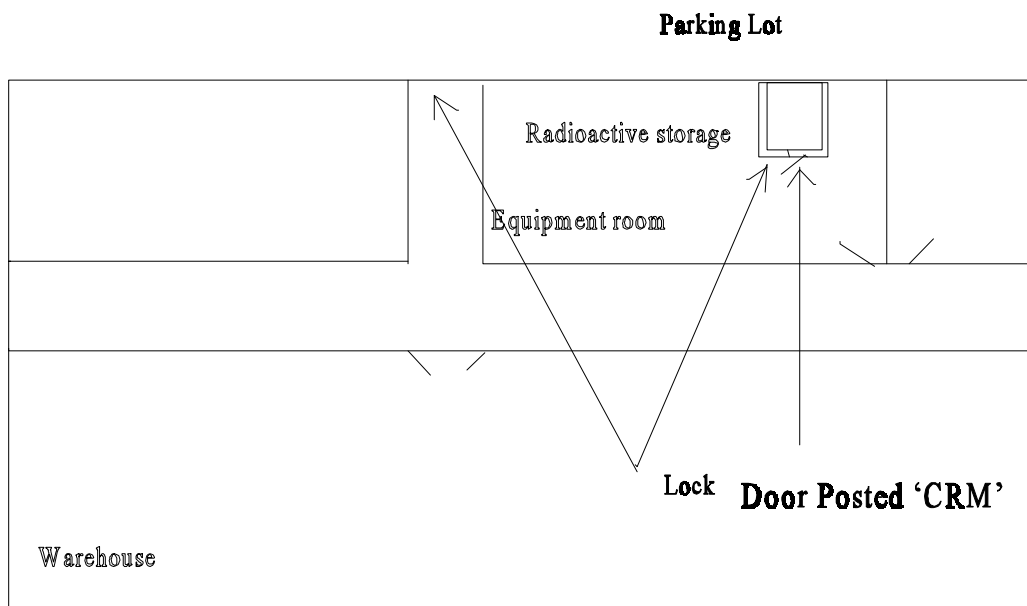 Parking Lot
Radioactive storage
Equipment room
Lock
Door Posted ‘CRM’
Warehouse